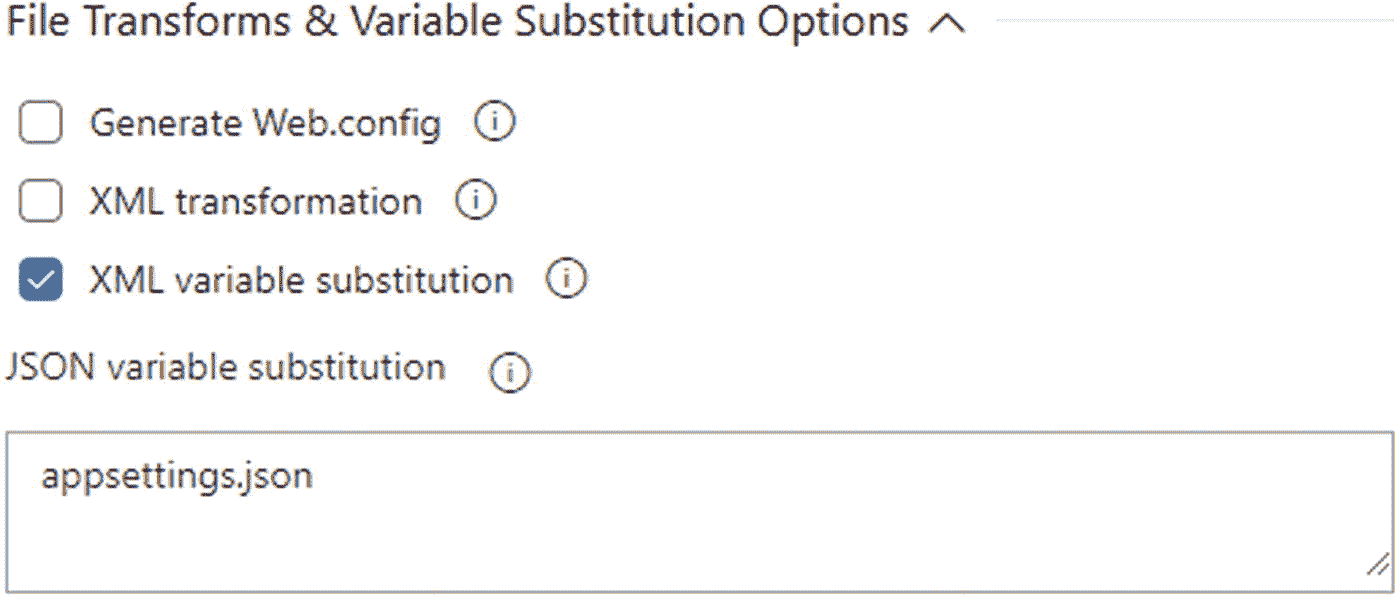 File Transforms & Variable Substitution Options
Generate Web.config
XML transformation
XML variable substitution
JSON variable substitution
appsettings.json